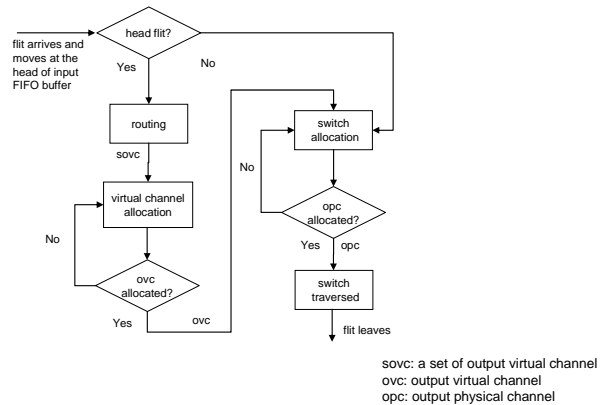 head flit?
flit arrives and
moves at the
head of input
FIFO buffer
Yes
No
routing
sovc
virtual channel
allocation
No
ovc
allocated?
Yes
ovc
switch
allocation
No
opc
allocated?
Yes
opc
switch
traversed
flit leaves
sovc: a set of output virtual channel
ovc: output virtual channel
opc: output physical channel